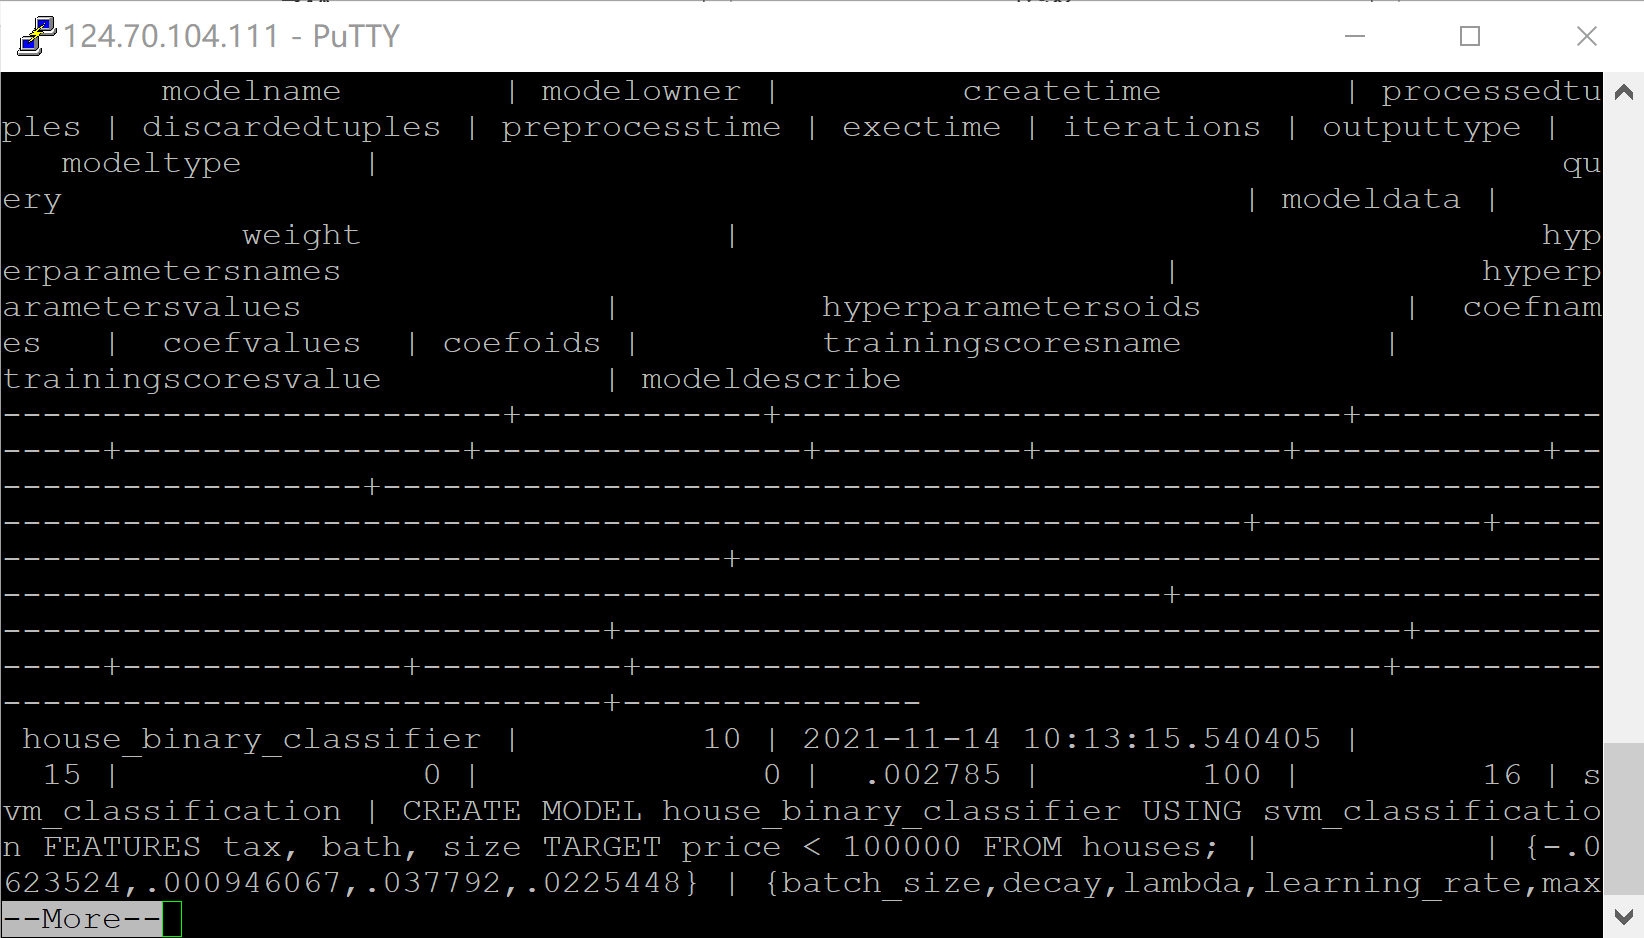 124.70.104.111 - PuTTY
modelname | modelowner | createtime | processedtu
ples | discardedtuples | preprocesstime | exectime | iterations | outputtype |
modeltype | qu
ery | modeldata |
weight | hyp
erparametersnames | hyperp
arametersvalues | hyperparametersoids | coefnam
es | coefvalues | coefoids | trainingscoresname |
trainingscoresvalue | modeldescribe
-------------------------+------------+----------------------------+------------
-----+-----------------+----------------+----------+------------+------------+--
------------------+-------------------------------------------------------------
--------------------------------------------------------------+-----------+-----
------------------------------------+-------------------------------------------
----------------------------------------------------------+---------------------
------------------------------+---------------------------------------+---------
-----+--------------+----------+-------------------------------------+----------
------------------------------+---------------
house_binary_classifier | 10 | 2021-11-14 10:13:15.540405 |
15 | 0 | 0 | .002785 | 100 | 16 | s
vm_classification | CREATE MODEL house_binary_classifier USING svm_classificatio
n FEATURES tax, bath, size TARGET price < 100000 FROM houses; | | {-.0
623524,.000946067,.037792,.0225448} | {batch_size,decay,lambda,learning_rate,max
--More--